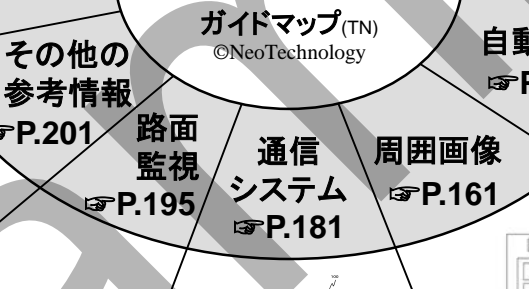 ガイドマップ(TN)
©NeoTechnology
その他の
参考情報
☞P.201
路面
監視
☞P.195
通信
システム
☞P.181
周囲画像
☞P.161
自動
☞P